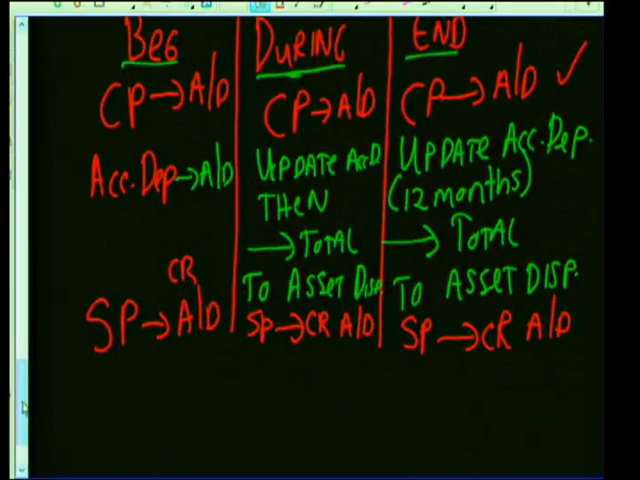 BEG
CP → A/D
Acc. Dep → A/D
CR
SP → A/D
DURING
CP → A/D
UPDATE AccD
THEN
→ TOTAL
TO ASSET Disp
SP → CR A/D
END
CP → A/D ✓
UPDATE Acc. Dep.
(12 months)
→ TOTAL
TO ASSET DISP.
SP → CR A/D